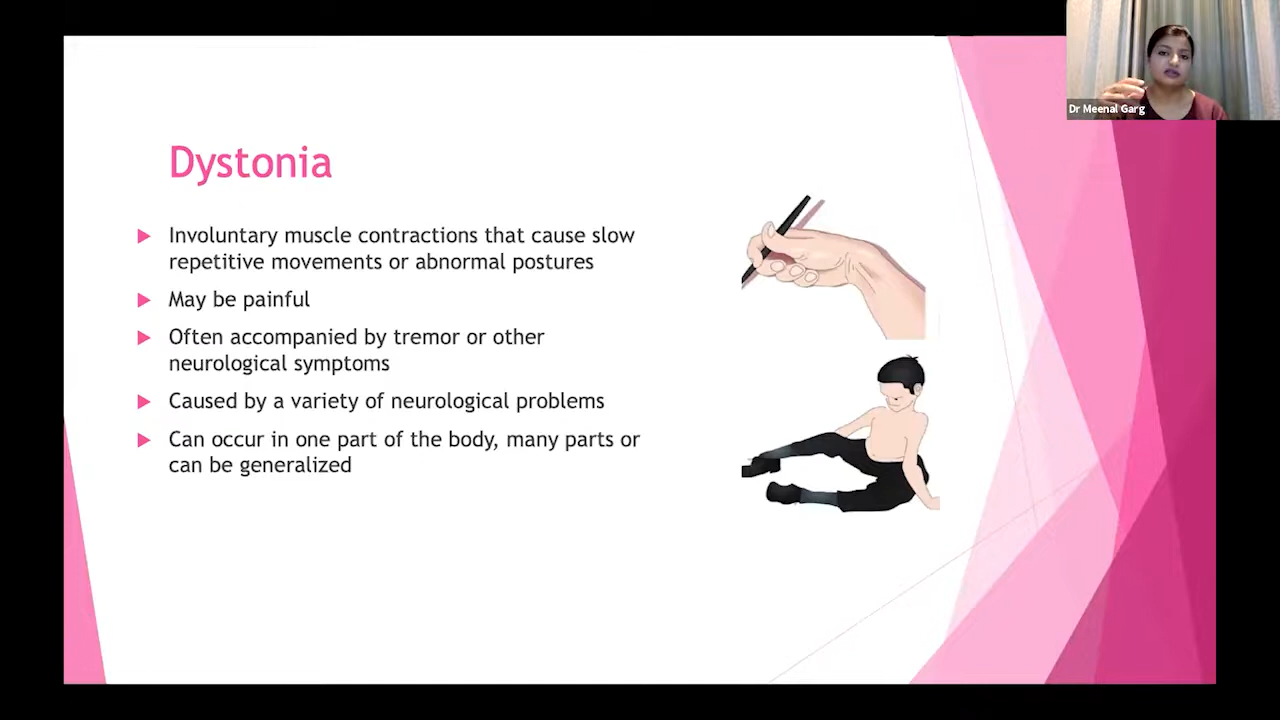 Dr Meenal Garg
Dystonia
Involuntary muscle contractions that cause slow
repetitive movements or abnormal postures
May be painful
Often accompanied by tremor or other
neurological symptoms
Caused by a variety of neurological problems
Can occur in one part of the body, many parts or
can be generalized